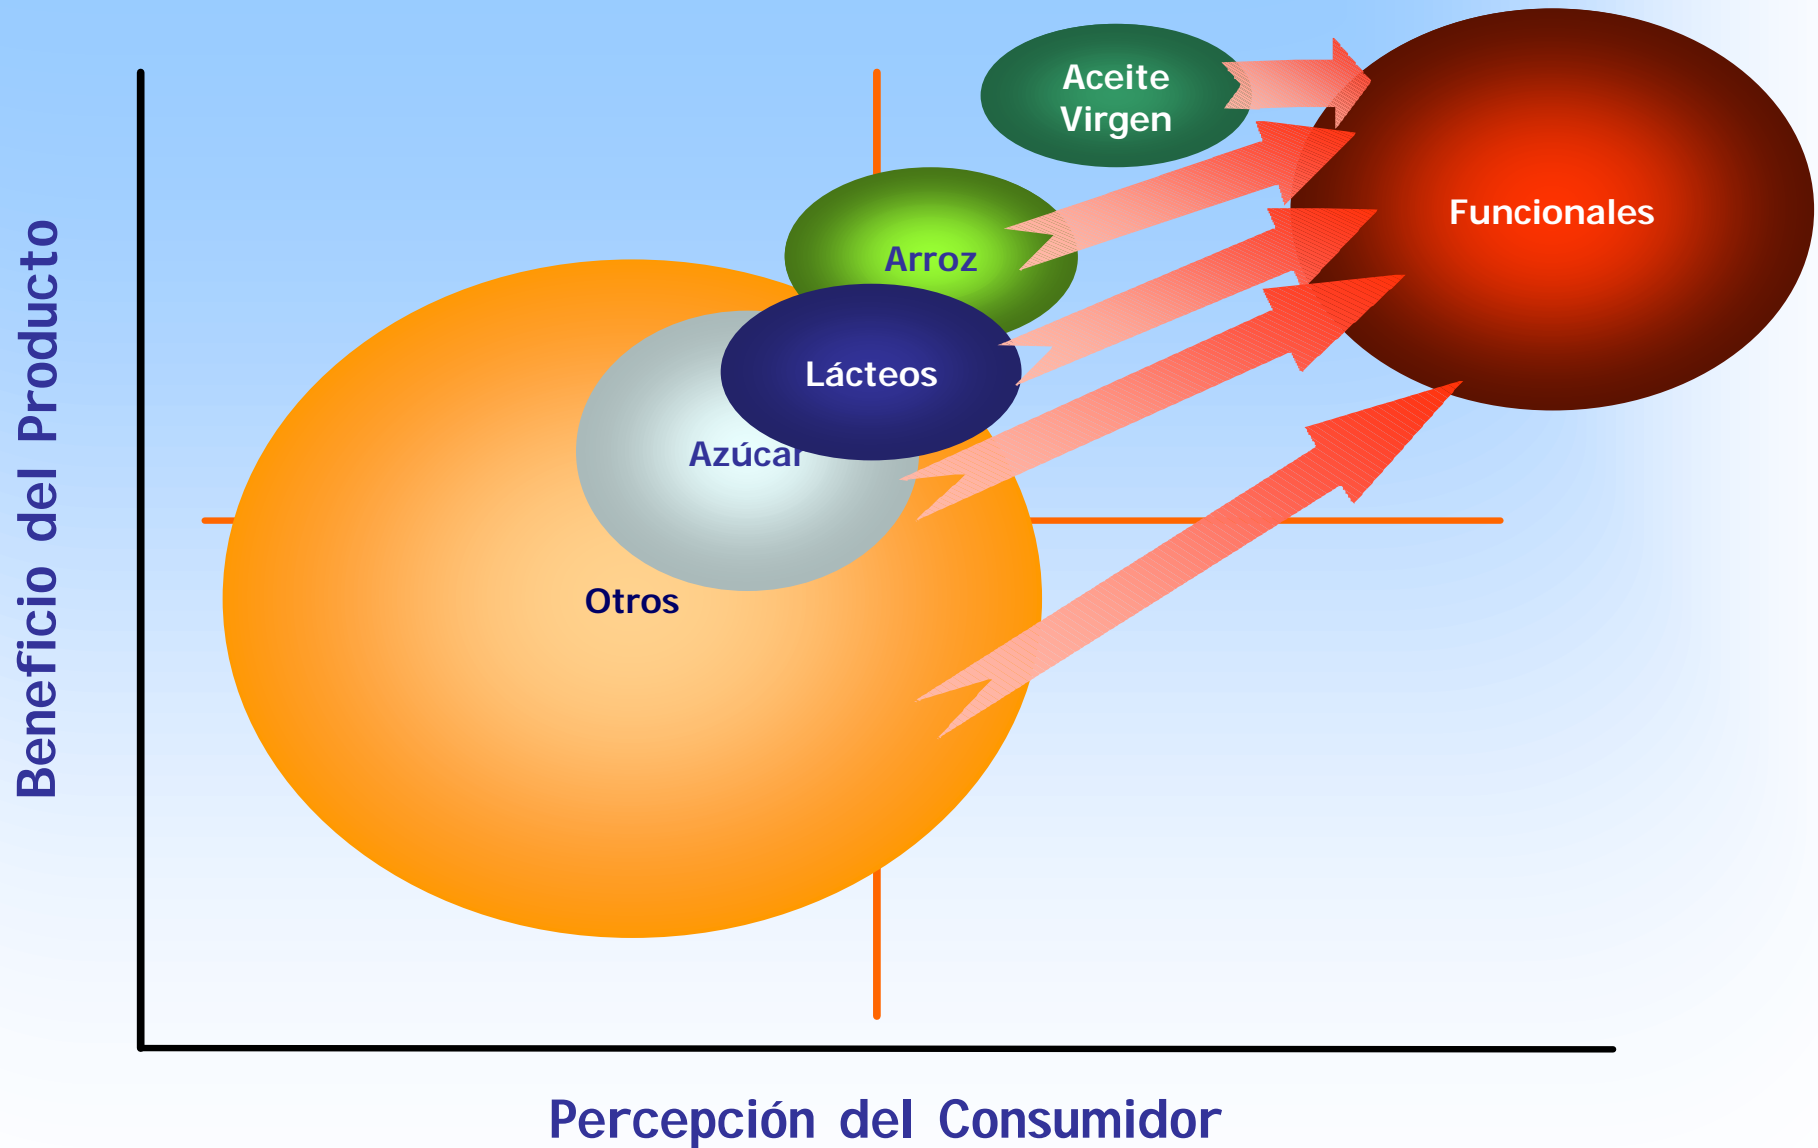 Aceite
Virgen
Funcionales
Arroz
Lácteos
Azúcar
Otros
Beneficio del Producto
Percepción del Consumidor